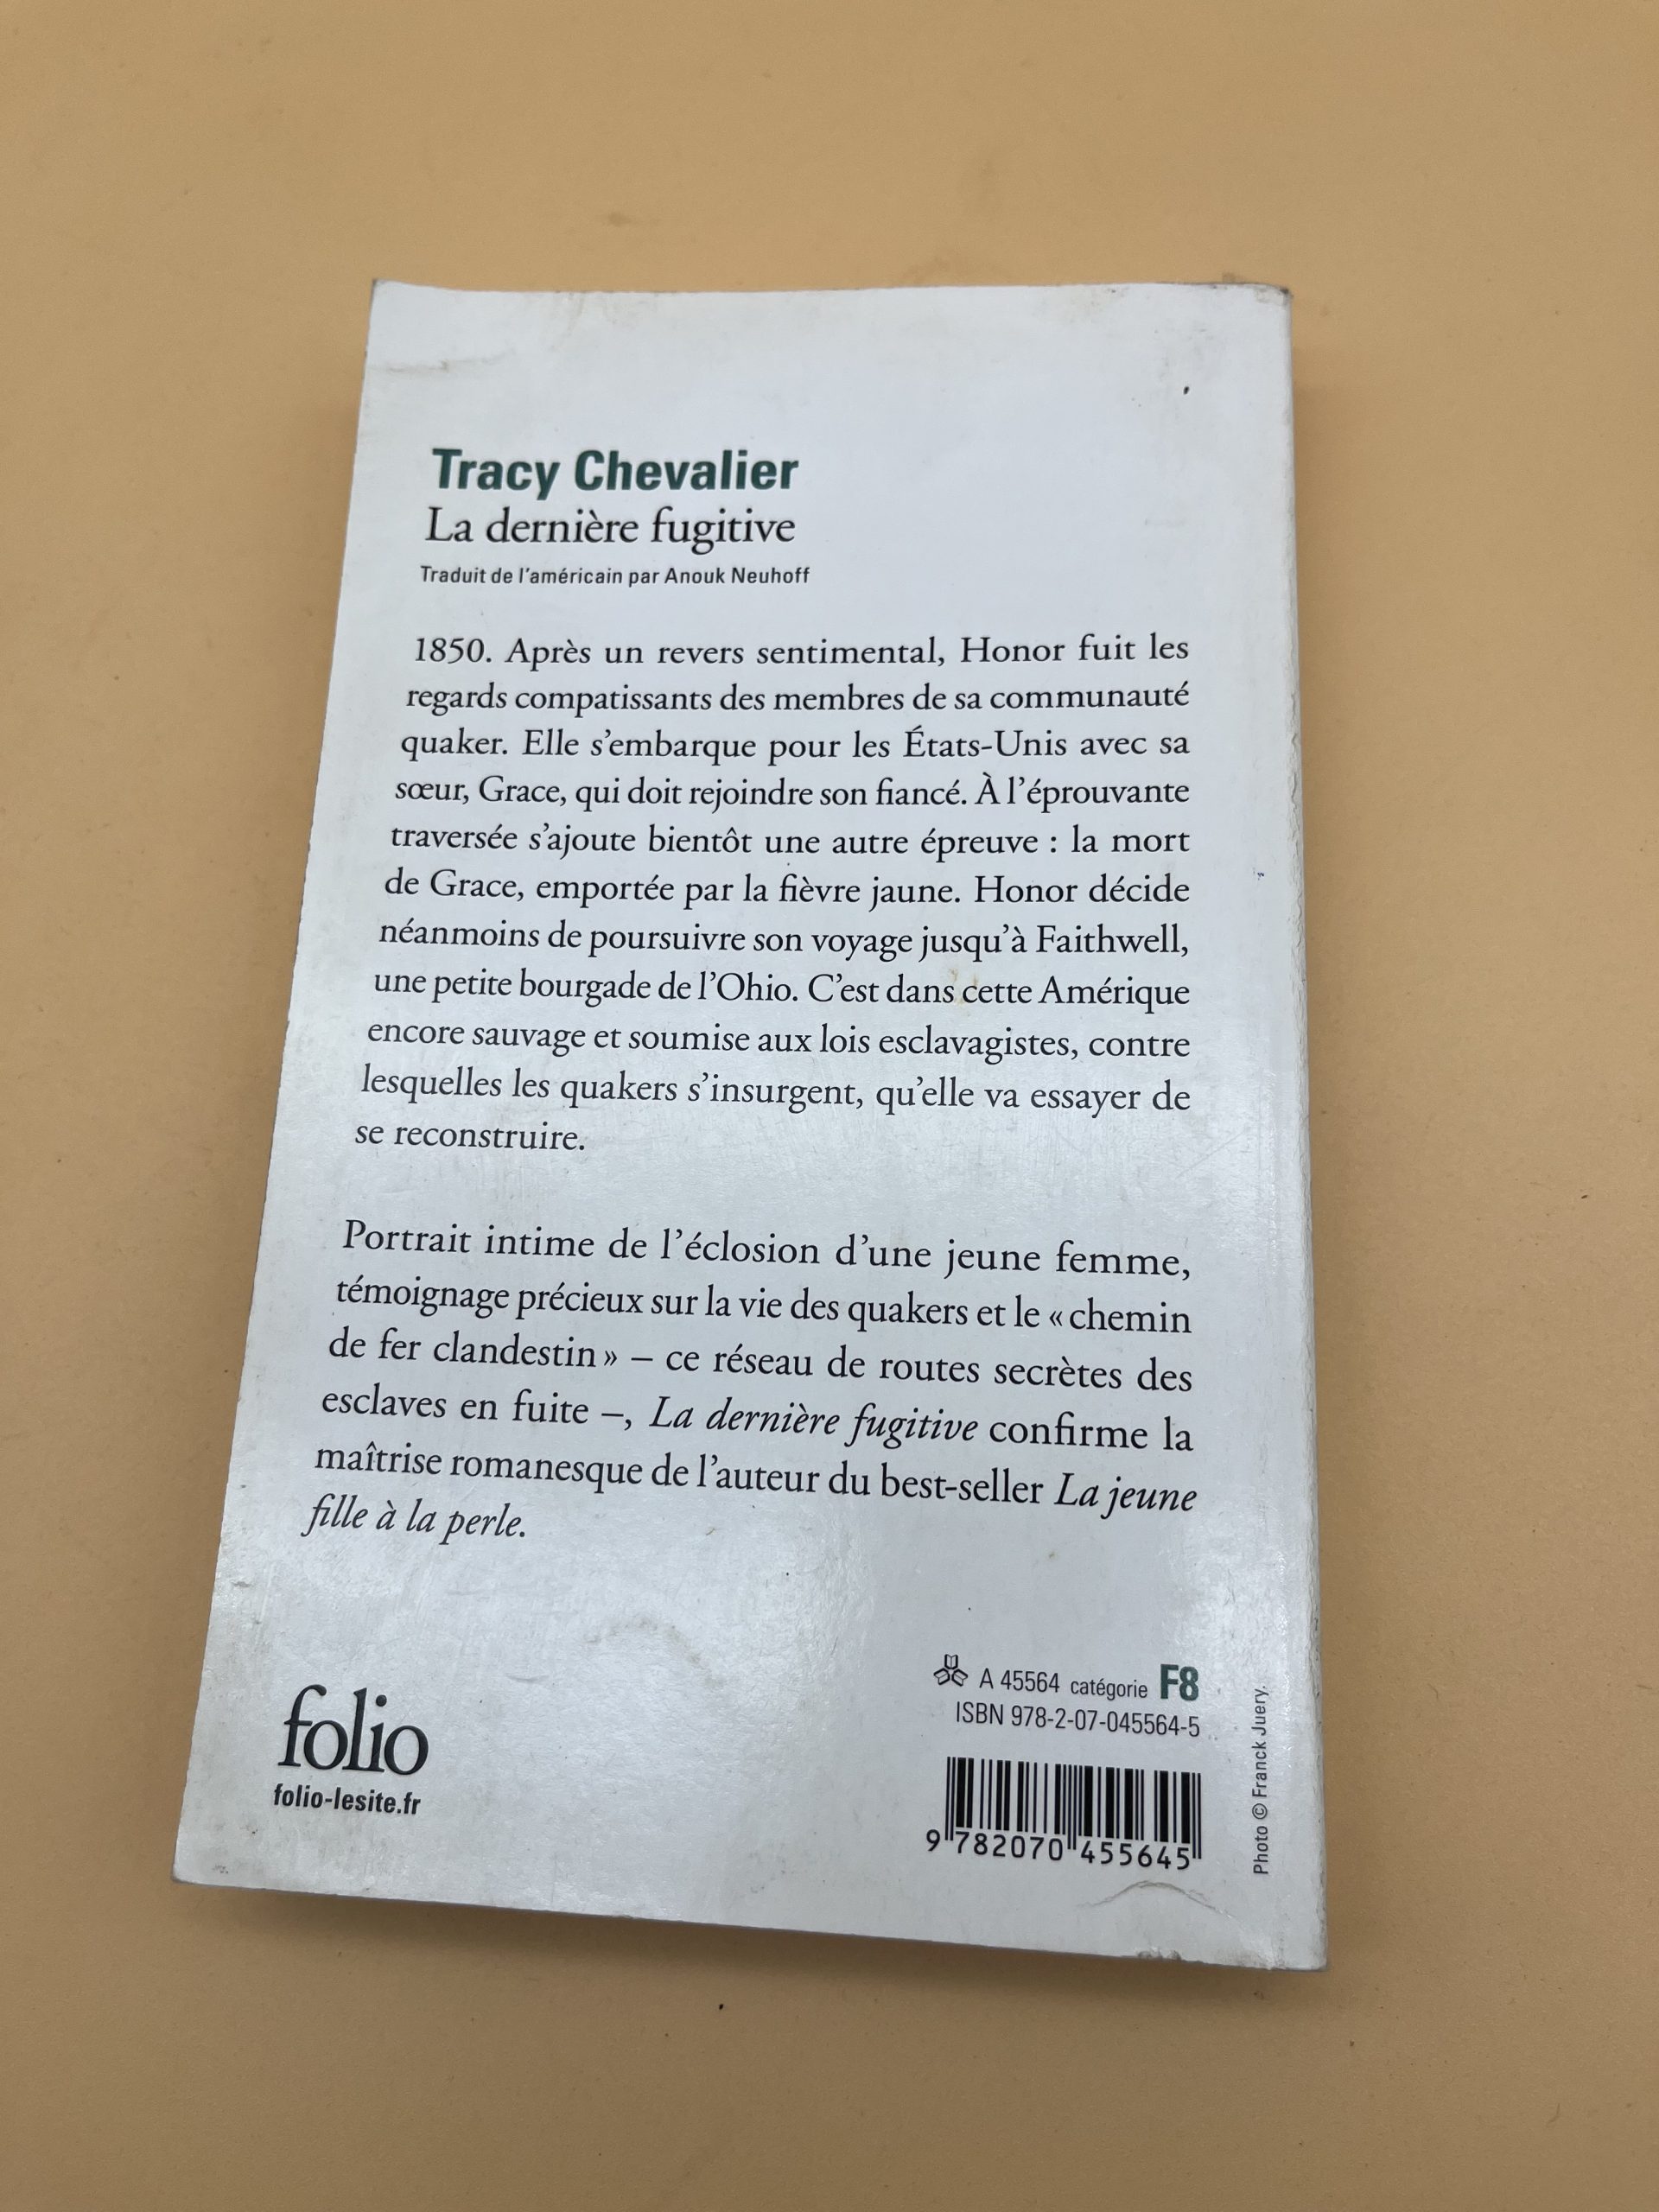 Tracy Chevalier
La dernière fugitive
Traduit de l'américain par Anouk Neuhoff
1850. Après un revers sentimental, Honor fuit les
regards compatissants des membres de sa communauté
quaker. Elle s'embarque pour les États-Unis avec sa
sœur, Grace, qui doit rejoindre son fiancé. À l'éprouvante
traversée s'ajoute bientôt une autre épreuve : la mort
de Grace, emportée par la fièvre jaune. Honor décide
néanmoins de poursuivre son voyage jusqu'à Faithwell,
une petite bourgade de l'Ohio. C'est dans cette Amérique
encore sauvage et soumise aux lois esclavagistes, contre
lesquelles les quakers s'insurgent, qu'elle va essayer de
se reconstruire.
Portrait intime de l'éclosion d'une jeune femme,
témoignage précieux sur la vie des quakers et le « chemin
de fer clandestin » – ce réseau de routes secrètes des
esclaves en fuite –, La dernière fugitive confirme la
maîtrise romanesque de l'auteur du best-seller La jeune
fille à la perle.
folio
folio-lesite.fr
A 45564 catégorie F8
ISBN 978-2-07-045564-5
9 782070 455645
Photo © Franck Juery.